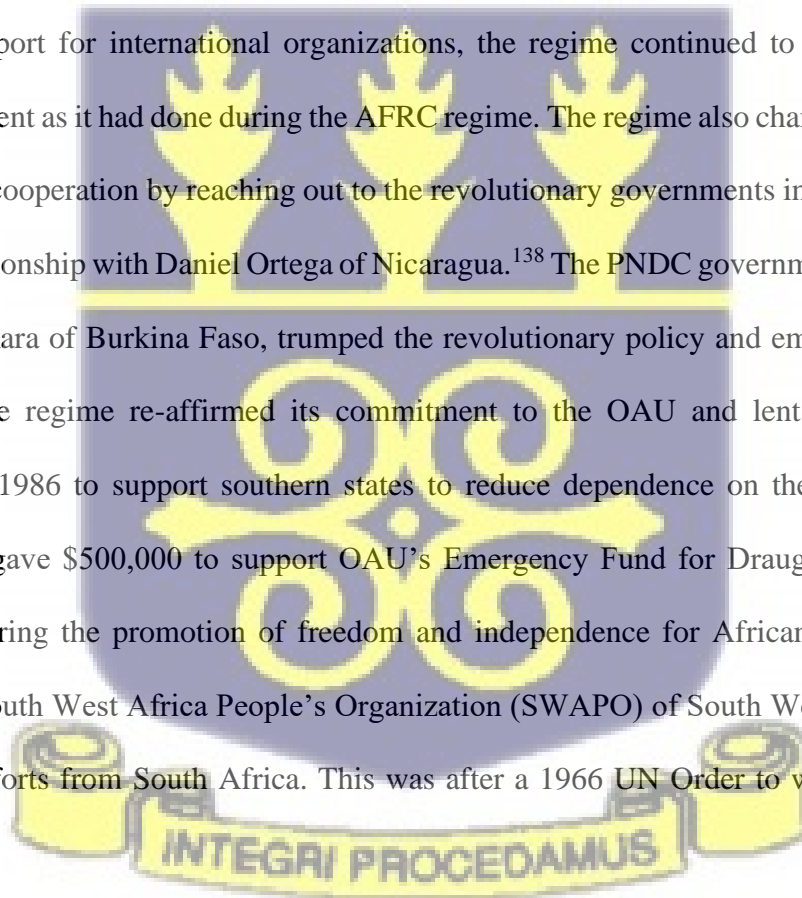 port for international organizations, the regime continued to
ent as it had done during the AFRC regime. The regime also char
cooperation by reaching out to the revolutionary governments in
onship with Daniel Ortega of Nicaragua.138 The PNDC governm
ara of Burkina Faso, trumped the revolutionary policy and em
e regime re-affirmed its commitment to the OAU and lent
1986 to support southern states to reduce dependence on the
gave $500,000 to support OAU’s Emergency Fund for Draug
ring the promotion of freedom and independence for African
outh West Africa People’s Organization (SWAPO) of South We
forts from South Africa. This was after a 1966 UN Order to w
INTEGRI PROCEDAMUS